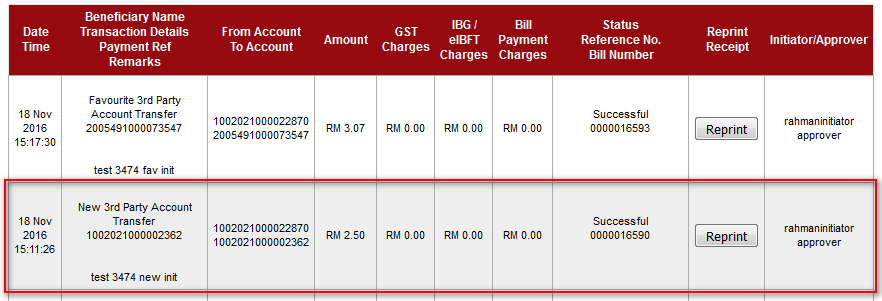 Date
Time
Beneficiary Name
Transaction Details
Payment Ref
Remarks
From Account
To Account
Amount
GST
Charges
IBG /
eIBFT
Charges
Bill
Payment
Charges
Status
Reference No.
Bill Number
Reprint
Receipt
Initiator/Approver
18 Nov
2016
15:17:30
Favourite 3rd Party
Account Transfer
2005491000073547
test 3474 fav init
1002021000022870
2005491000073547
RM 3.07
RM 0.00
RM 0.00
RM 0.00
Successful
0000016593
Reprint
rahmaninitiator
approver
18 Nov
2016
15:11:26
New 3rd Party Account
Transfer
1002021000002362
test 3474 new init
1002021000022870
1002021000002362
RM 2.50
RM 0.00
RM 0.00
RM 0.00
Successful
0000016590
Reprint
rahmaninitiator
approver